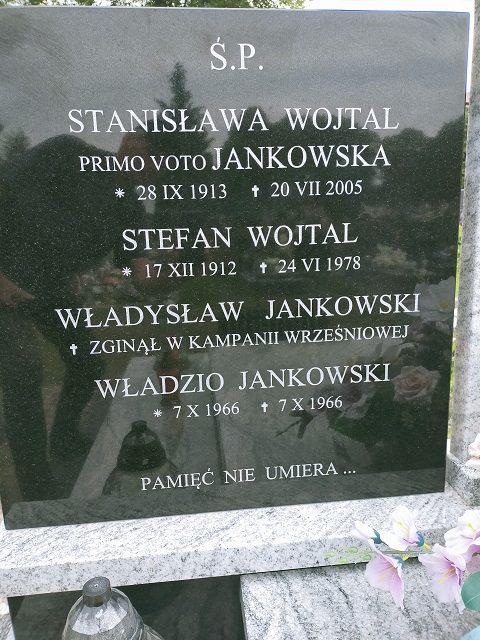 Ś.P.
STANISŁAWA WOJTAL
PRIMO VOTO JANKOWSKA
* 28 IX 1913 ✝ 20 VII 2005
STEFAN WOJTAL
* 17 XII 1912 ✝ 24 VI 1978
WŁADYSŁAW JANKOWSKI
✝ ZGINĄŁ W KAMPANII WRZEŚNIOWEJ
WŁADZIO JANKOWSKI
* 7 X 1966 ✝ 7 X 1966
PAMIĘĆ NIE UMIERA ...